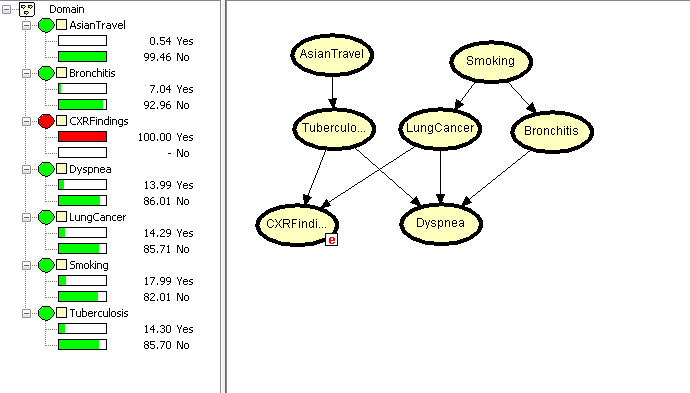 Domain
AsianTravel
0.54 Yes
99.46 No
Bronchitis
7.04 Yes
92.96 No
CXRFindings
100.00 Yes
- No
Dyspnea
13.99 Yes
86.01 No
LungCancer
14.29 Yes
85.71 No
Smoking
17.99 Yes
82.01 No
Tuberculosis
14.30 Yes
85.70 No
AsianTravel
Smoking
Tuberculo...
LungCancer
Bronchitis
CXRFindi...
Dyspnea
e